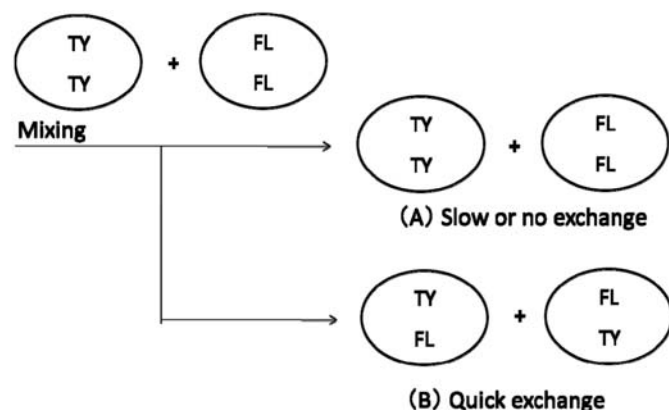 TY + FL
TY FL
Mixing
TY + FL
TY FL
(A) Slow or no exchange
TY + FL
FL TY
(B) Quick exchange